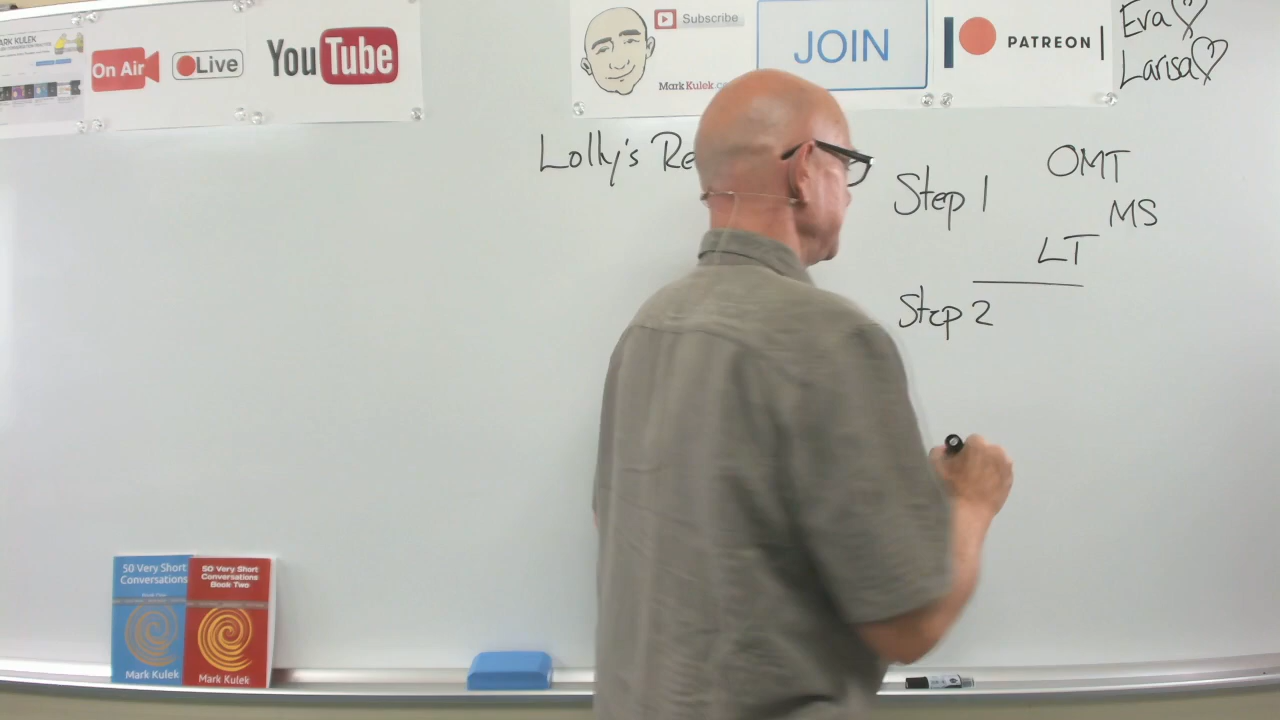 MARK KULEK
On Air
Live
YouTube
Subscribe
MarkKulek.c
JOIN
PATREON
Eva
Larisa
Lolly's Re
Step 1
OMT
MS
LT
Step 2
50 Very Short
Conversations
Mark Kulek
50 Very Short
Conversations
Book Two
Mark Kulek